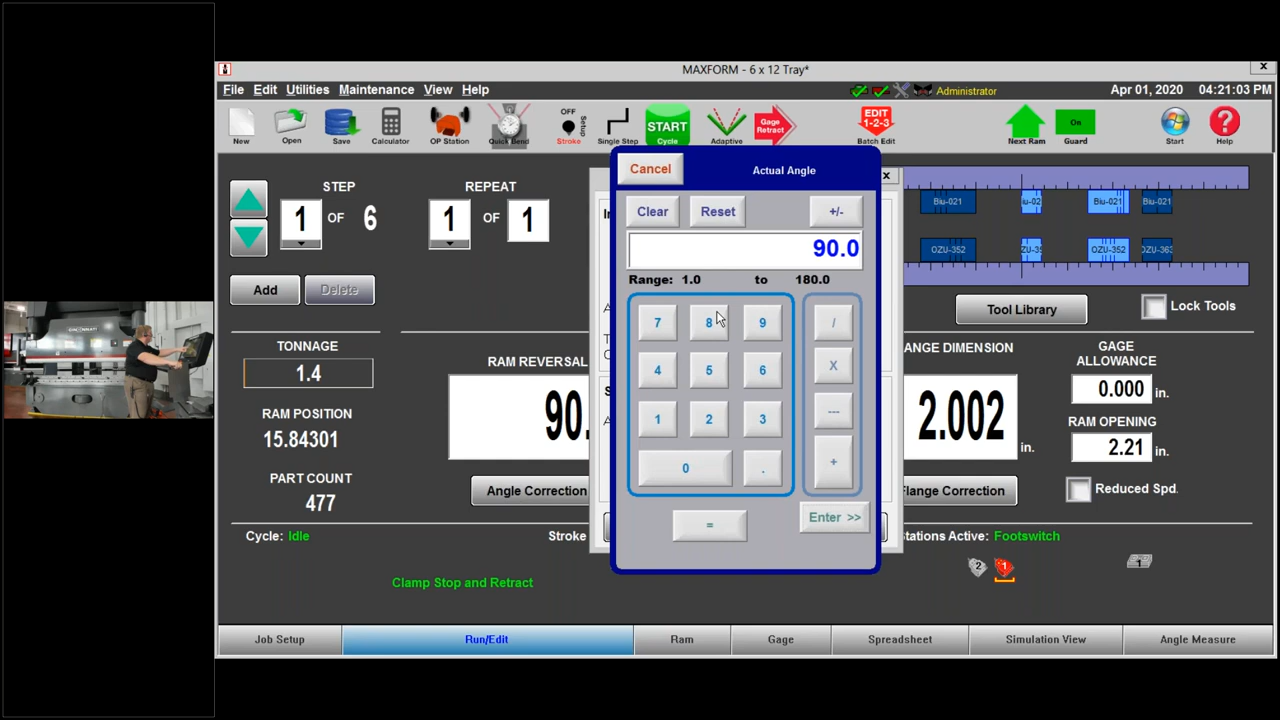 MAXFORM - 6 x 12 Tray*
File Edit Utilities Maintenance View Help
Administrator
Apr 01, 2020 04:21:03 PM
New
Open
Save
Calculator
OP Station
Quick Bend
OFF
Setup
Stroke
Single Step
START
Cycle
Adaptive
Gage
Retract
EDIT
1-2-3
Batch Edit
Next Ram
On
Guard
Start
Help
STEP
1 OF 6
REPEAT
1 OF 1
Add
Delete
TONNAGE
1.4
RAM POSITION
15.84301
PART COUNT
477
RAM REVERSAL
90.
Angle Correction
Cancel
Actual Angle
Clear
Reset
+/-
90.0
Range: 1.0 to 180.0
7 8 9 /
4 5 6 X
1 2 3 ---
0 . +
=
Enter >>
Biu-021
Biu-021
Biu-021
OZU-352
OZU-352
OZU-363
Tool Library
Lock Tools
ANGE DIMENSION
2.002
in.
Flange Correction
GAGE
ALLOWANCE
0.000 in.
RAM OPENING
2.21 in.
Reduced Spd.
Cycle: Idle
Stroke
Stations Active: Footswitch
2
1
1
Clamp Stop and Retract
Job Setup
Run/Edit
Ram
Gage
Spreadsheet
Simulation View
Angle Measure
CINCINNATI